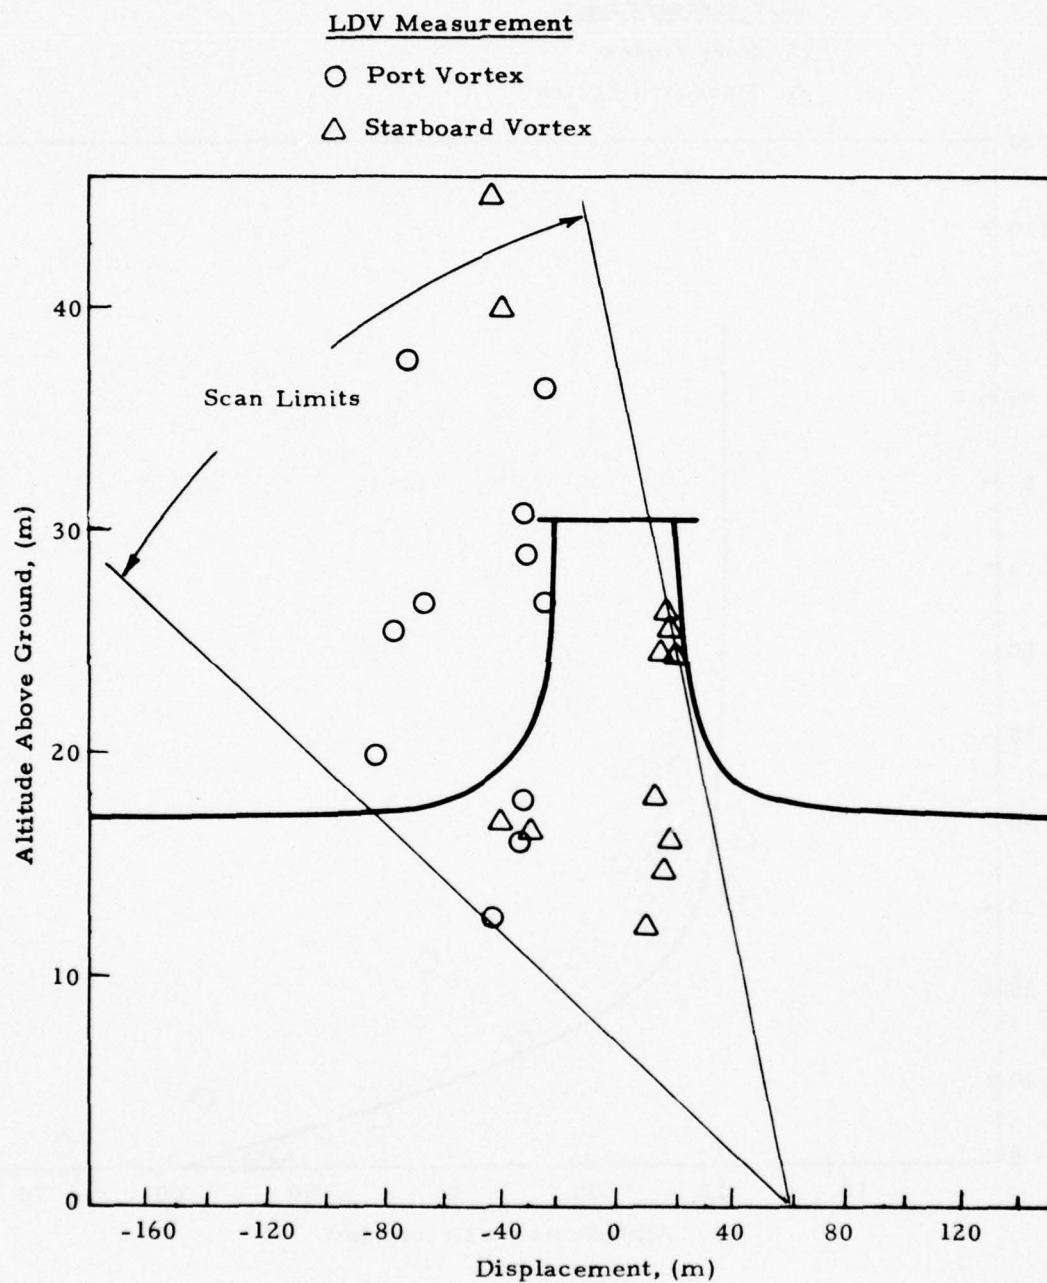 LDV Measurement
Port Vortex
Starboard Vortex
40
Scan Limits
30
20
10
0
Altitude Above Ground, (m)
-160 -120 -80 -40 0 40 80 120
Displacement, (m)